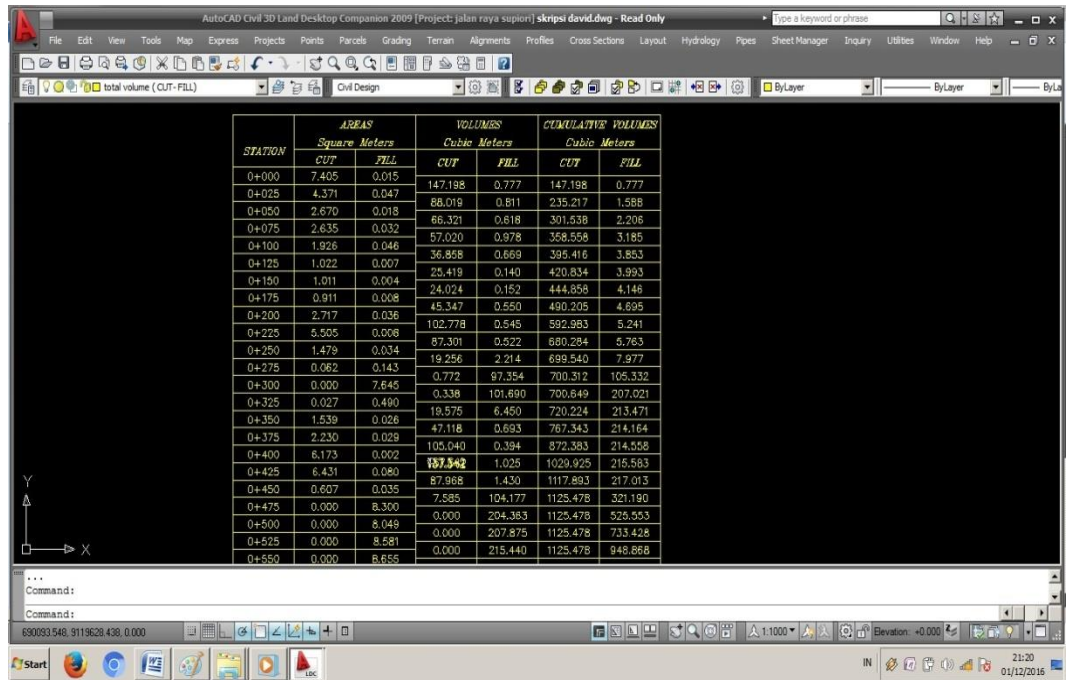 AutoCAD Civil 3D Land Desktop Companion 2009 [Project: jalan raya supiori] skripsi david.dwg - Read Only
Type a keyword or phrase
File Edit View Tools Map Express Projects Points Parcels Grading Terrain Alignments Profiles Cross Sections Layout Hydrology Pipes Sheet Manager Inquiry Utilities Window Help
total volume ( CUT- FILL) Civil Design ByLayer ByLayer ByLa
AREAS VOLUMES CUMULATIVE VOLUMES
Square Meters Cubic Meters Cubic Meters
STATION
CUT FILL CUT FILL CUT FILL
0+000 7.405 0.015
147.198 0.777 147.198 0.777
0+025 4.371 0.047
88.019 0.811 235.217 1.588
0+050 2.670 0.018
66.321 0.618 301.538 2.206
0+075 2.635 0.032
57.020 0.978 358.558 3.185
0+100 1.926 0.046
36.858 0.669 395.416 3.853
0+125 1.022 0.007
25.419 0.140 420.834 3.993
0+150 1.011 0.004
24.024 0.152 444.858 4.146
0+175 0.911 0.008
45.347 0.550 490.205 4.695
0+200 2.717 0.036
102.778 0.545 592.983 5.241
0+225 5.505 0.008
87.301 0.522 680.284 5.763
0+250 1.479 0.034
19.256 2.214 699.540 7.977
0+275 0.062 0.143
0.772 97.354 700.312 105.332
0+300 0.000 7.645
0.338 101.690 700.649 207.021
0+325 0.027 0.490
19.575 6.450 720.224 213.471
0+350 1.539 0.026
47.118 0.693 767.343 214.164
0+375 2.230 0.029
105.040 0.394 872.383 214.558
0+400 6.173 0.002
1.025 1029.925 215.583
0+425 6.431 0.080
87.968 1.430 1117.893 217.013
0+450 0.607 0.035
7.585 104.177 1125.478 321.190
0+475 0.000 8.300
0.000 204.363 1125.478 525.553
0+500 0.000 8.049
0.000 207.875 1125.478 733.428
0+525 0.000 8.581
0.000 215.440 1125.478 948.868
0+550 0.000 8.655
Y
X
...
Command:
Command:
690093.548, 9119628.438, 0.000 1:1000 Elevation: +0.000
Start LDC IN 21:20
01/12/2016